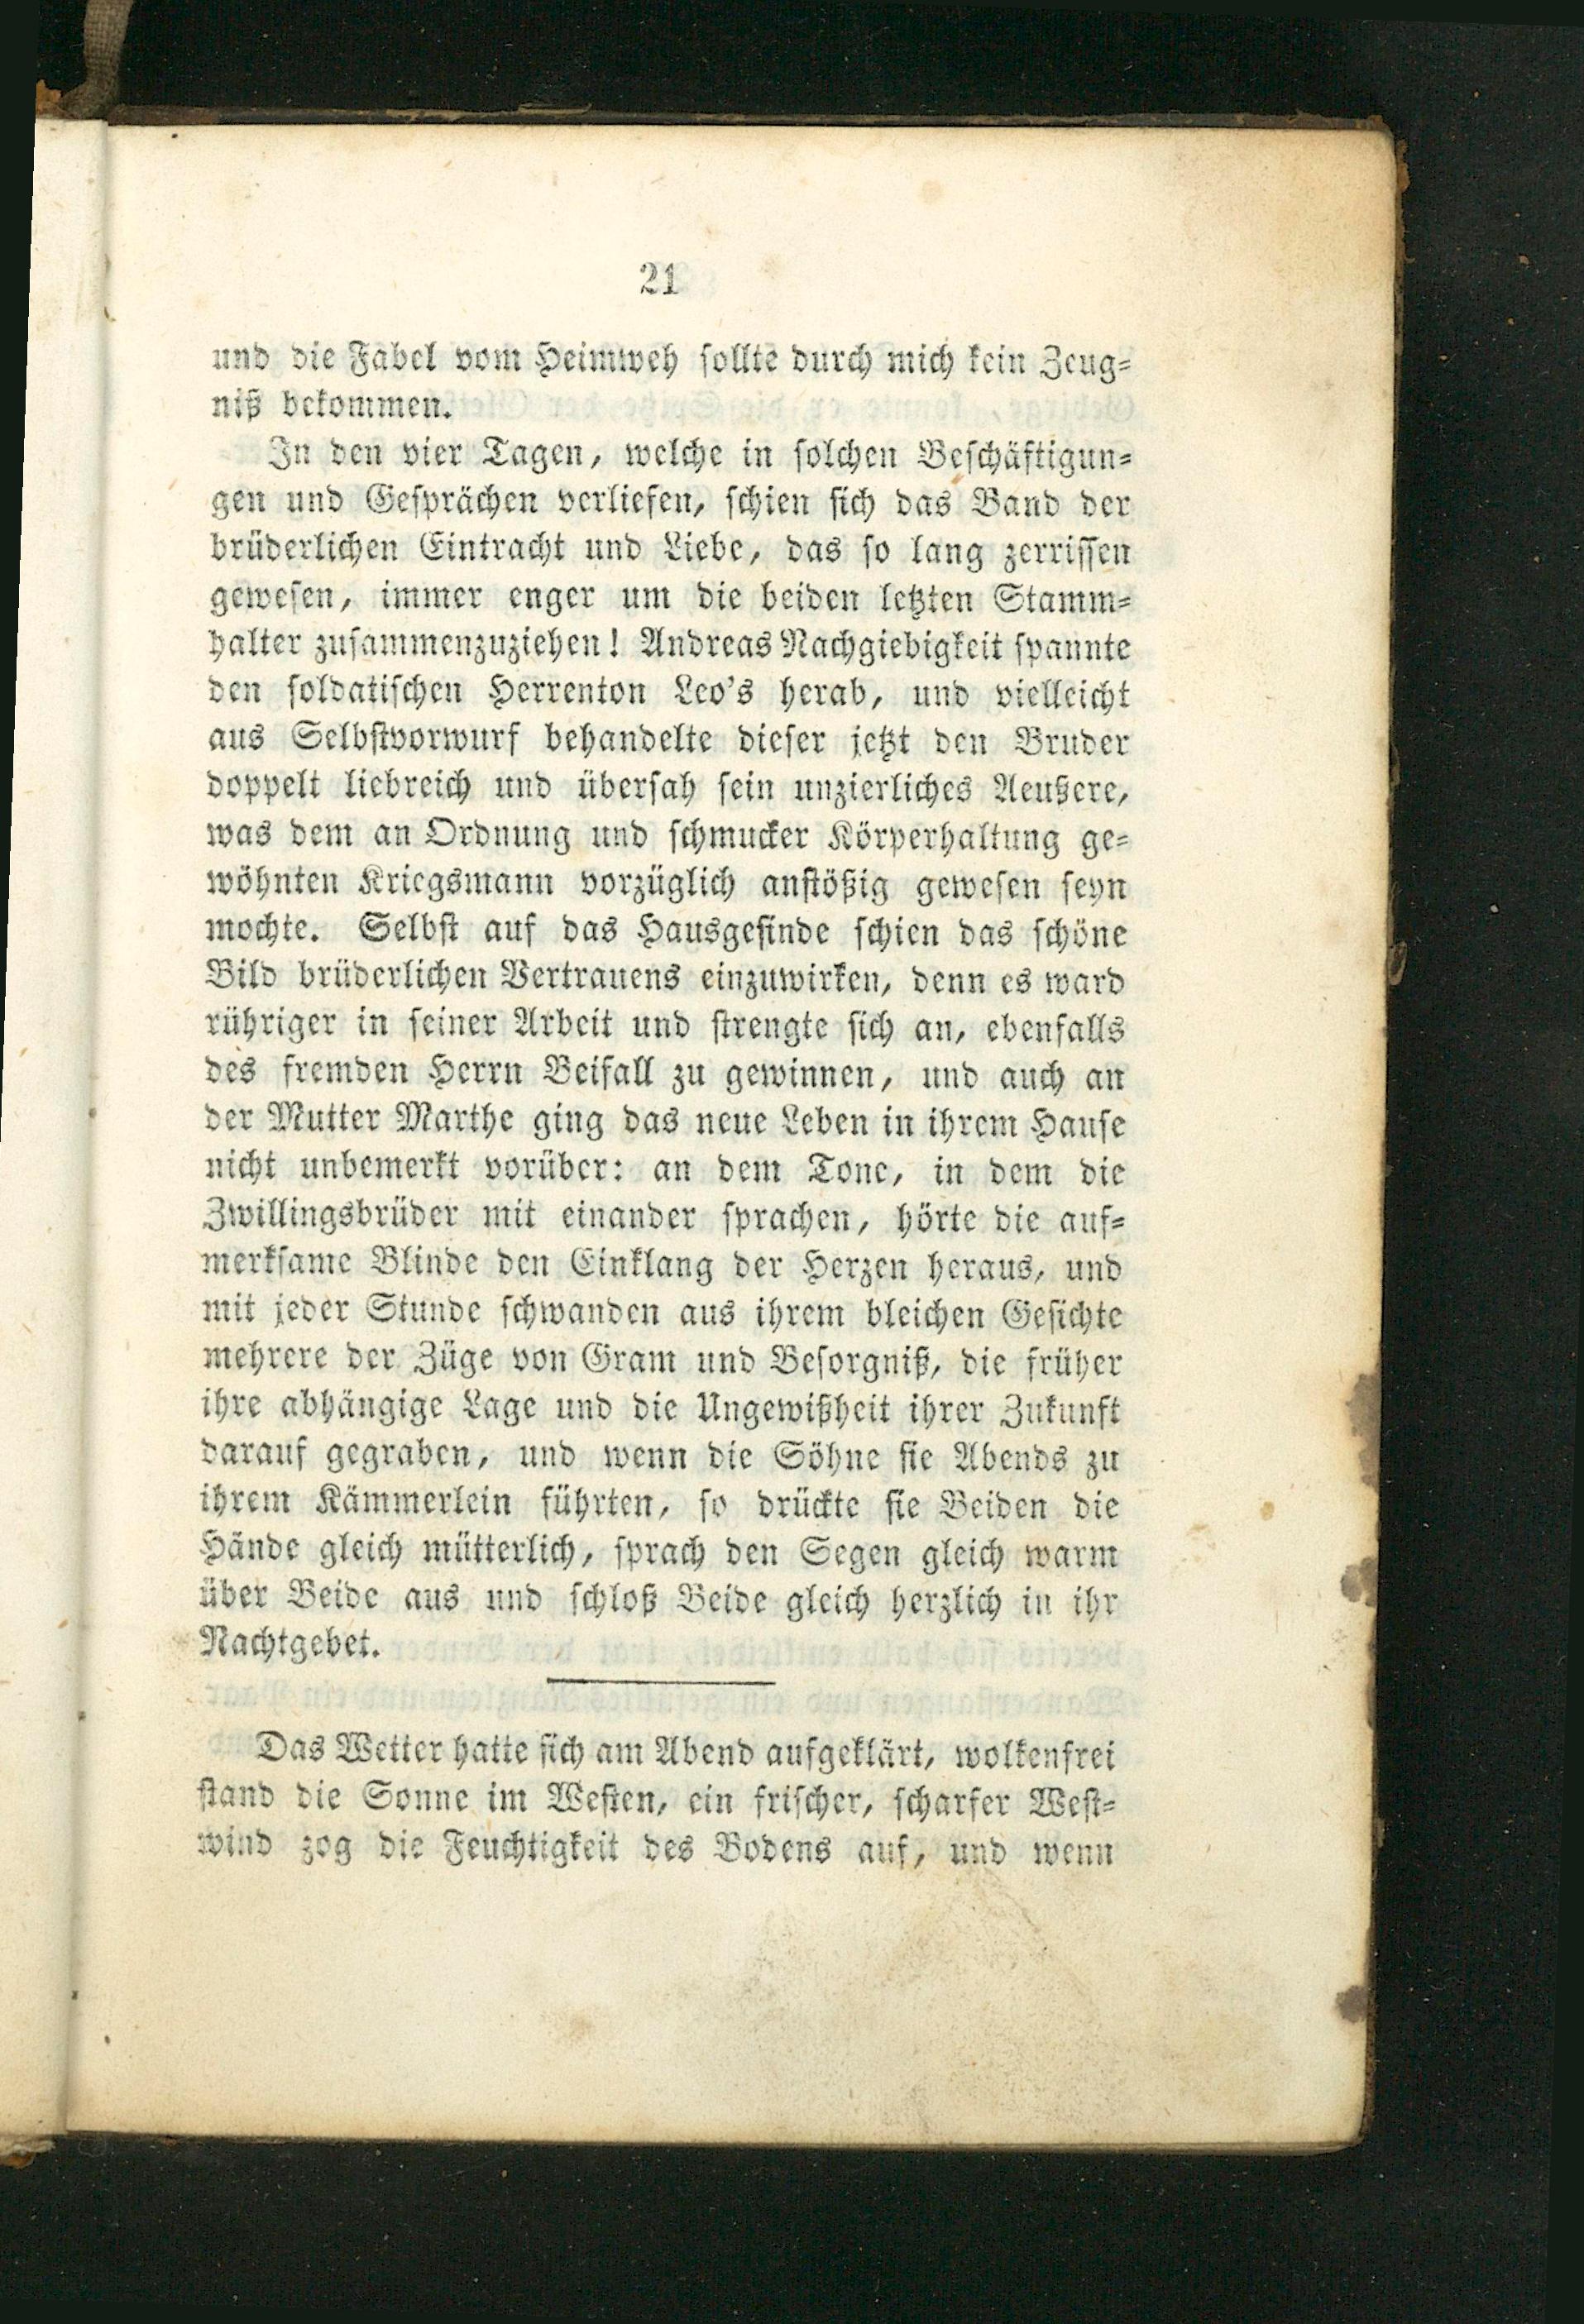 21
und die Fabel vom Heimweh ſollte durch mich kein Zeug⸗
niß bekommen.
In den vier Tagen, welche in ſolchen Beſchäftigun⸗
gen und Geſprächen verliefen, ſchien ſich das Band der
brüderlichen Eintracht und Liebe, das ſo lang zerriſſen
geweſen, immer enger um die beiden letzten Stamm⸗
halter zuſammenzuziehen! Andreas Nachgiebigkeit ſpannte
den ſoldatiſchen Herrenton Leo's herab, und vielleicht
aus Selbſtvorwurf behandelte dieſer jetzt den Bruder
doppelt liebreich und überſah ſein unzierliches Aeußere,
was dem an Ordnung und ſchmucker Körperhaltung ge⸗
wöhnten Kriegsmann vorzüglich anſtößig geweſen ſeyn
mochte. Selbſt auf das Hausgeſinde ſchien das ſchöne
Bild brüderlichen Vertrauens einzuwirken, denn es ward
rühriger in ſeiner Arbeit und ſtrengte ſich an, ebenfalls
des fremden Herrn Beifall zu gewinnen, und auch an
der Mutter Marthe ging das neue Leben in ihrem Hauſe
nicht unbemerkt vorüber: an dem Tone, in dem die
Zwillingsbrüder mit einander ſprachen, hörte die auf⸗
merkſame Blinde den Einklang der Herzen heraus, und
mit jeder Stunde ſchwanden aus ihrem bleichen Geſichte
mehrere der Züge von Gram und Beſorgniß, die früher
ihre abhängige Lage und die Ungewißheit ihrer Zukunft
darauf gegraben, und wenn die Söhne ſie Abends zu
ihrem Kämmerlein führten, ſo drückte ſie Beiden die
Hände gleich mütterlich, ſprach den Segen gleich warm
über Beide aus und ſchloß Beide gleich herzlich in ihr
Nachtgebet.
Das Wetter hatte ſich am Abend aufgeklärt, wolkenfrei
ſtand die Sonne im Weſten, ein friſcher, ſcharfer Weſt⸗
wind zog die Feuchtigkeit des Bodens auf, und wenn